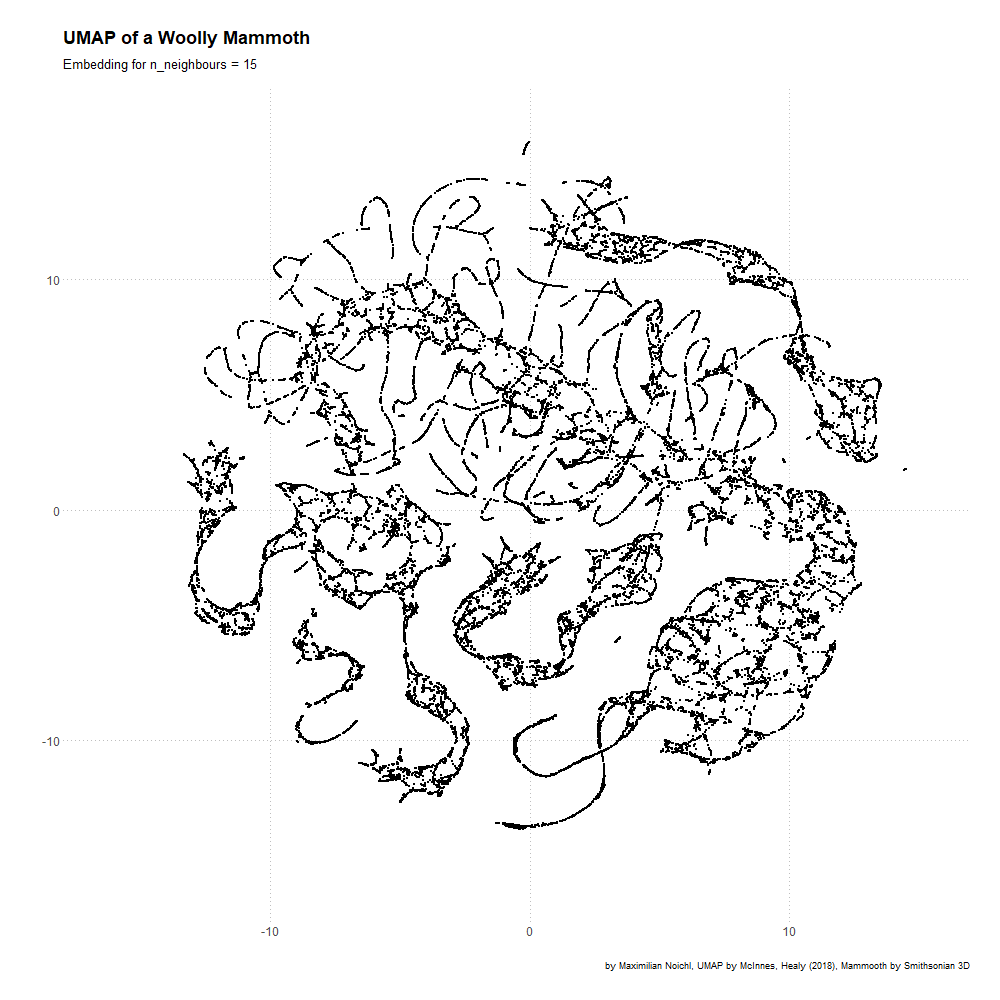 UMAP of a Woolly Mammoth
Embedding for n_neighbours = 15
10
0
-10
-10
0
10
by Maximilian Noichl, UMAP by McInnes, Healy (2018), Mammooth by Smithsonian 3D